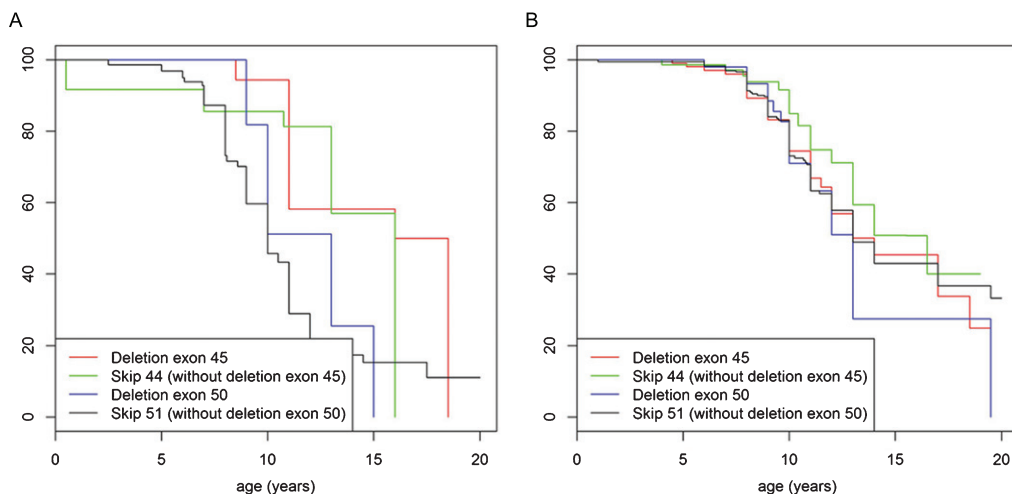 A
100
80
60
40
20
0
Deletion exon 45
Skip 44 (without deletion exon 45)
Deletion exon 50
Skip 51 (without deletion exon 50)
0 5 10 15 20
age (years)
B
100
80
60
40
20
0
Deletion exon 45
Skip 44 (without deletion exon 45)
Deletion exon 50
Skip 51 (without deletion exon 50)
0 5 10 15 20
age (years)